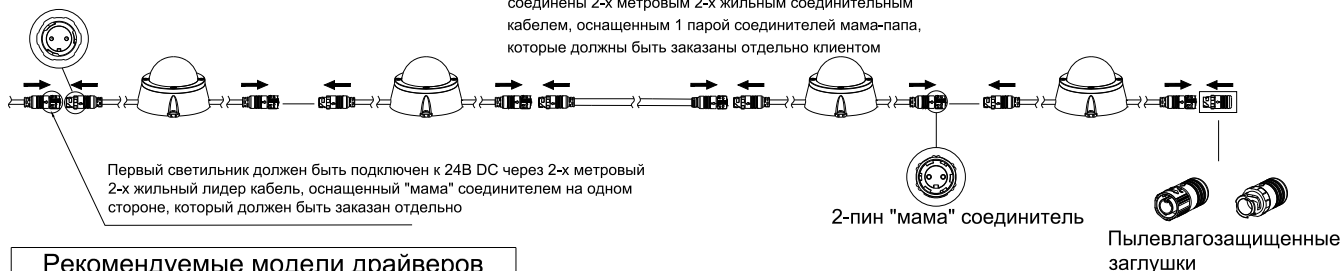 соединены 2-х метровым 2-х жильным соединительным
кабелем, оснащенным 1 парой соединителей мама-папа,
которые должны быть заказаны отдельно клиентом
Первый светильник должен быть подключен к 24В DC через 2-х метровый
2-х жильный лидер кабель, оснащенный "мама" соединителем на одном
стороне, который должен быть заказан отдельно
2-пин "мама" соединитель
Пылевлагозащищенные
заглушки
Рекомендуемые модели драйверов